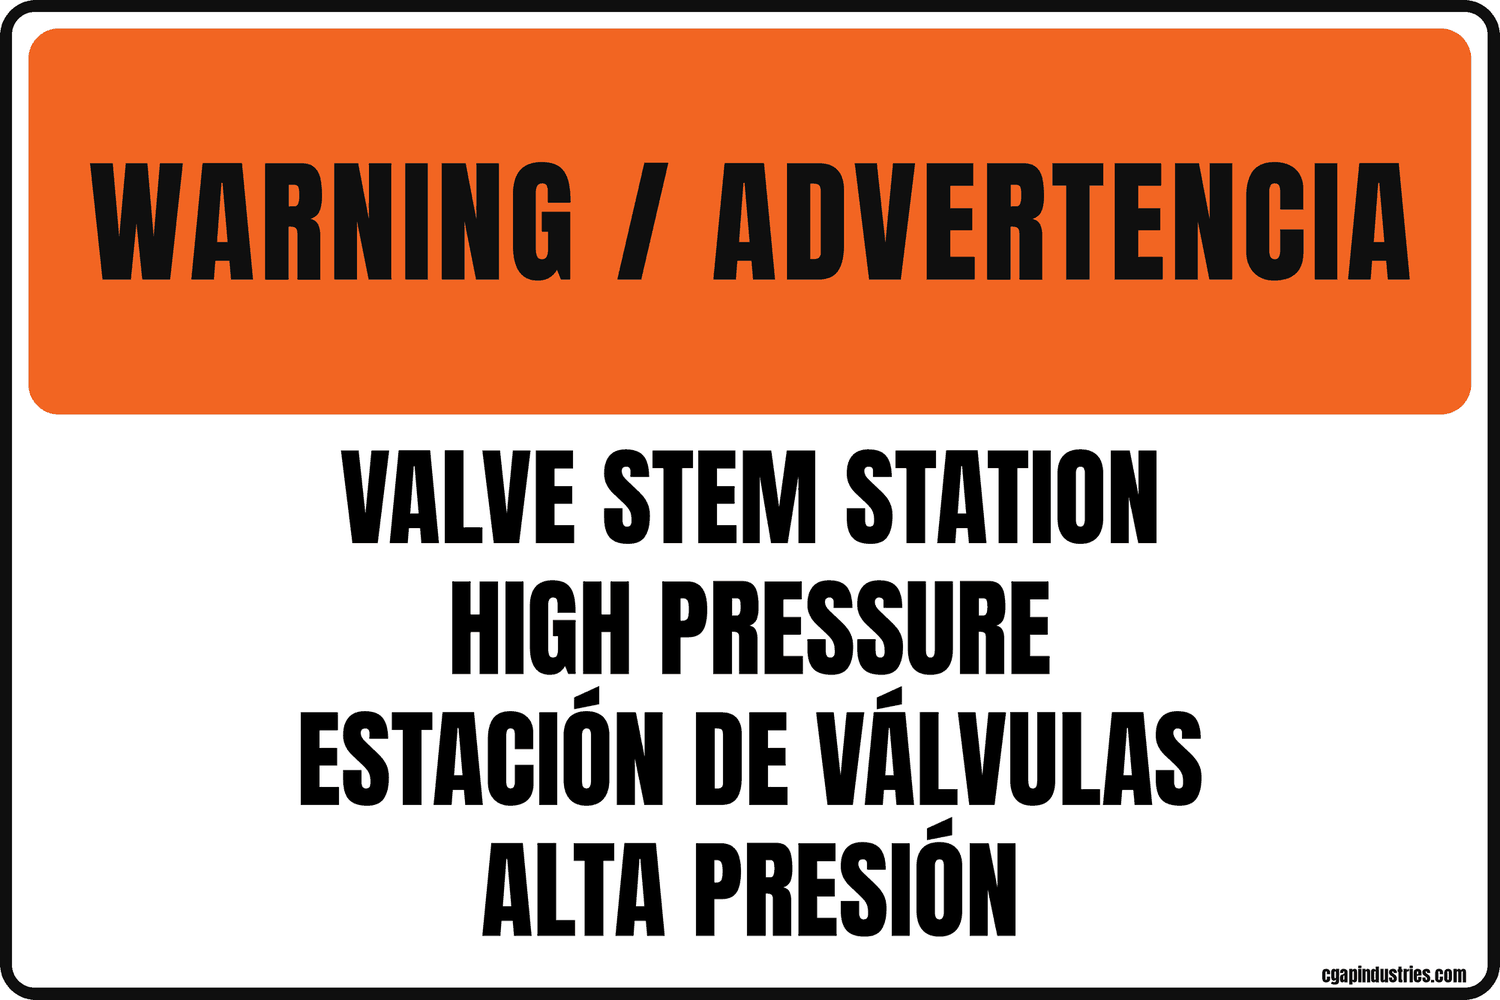 WARNING / ADVERTENCIA
VALVE STEM STATION
HIGH PRESSURE
ESTACIÓN DE VÁLVULAS
ALTA PRESIÓN
cgapindustries.com